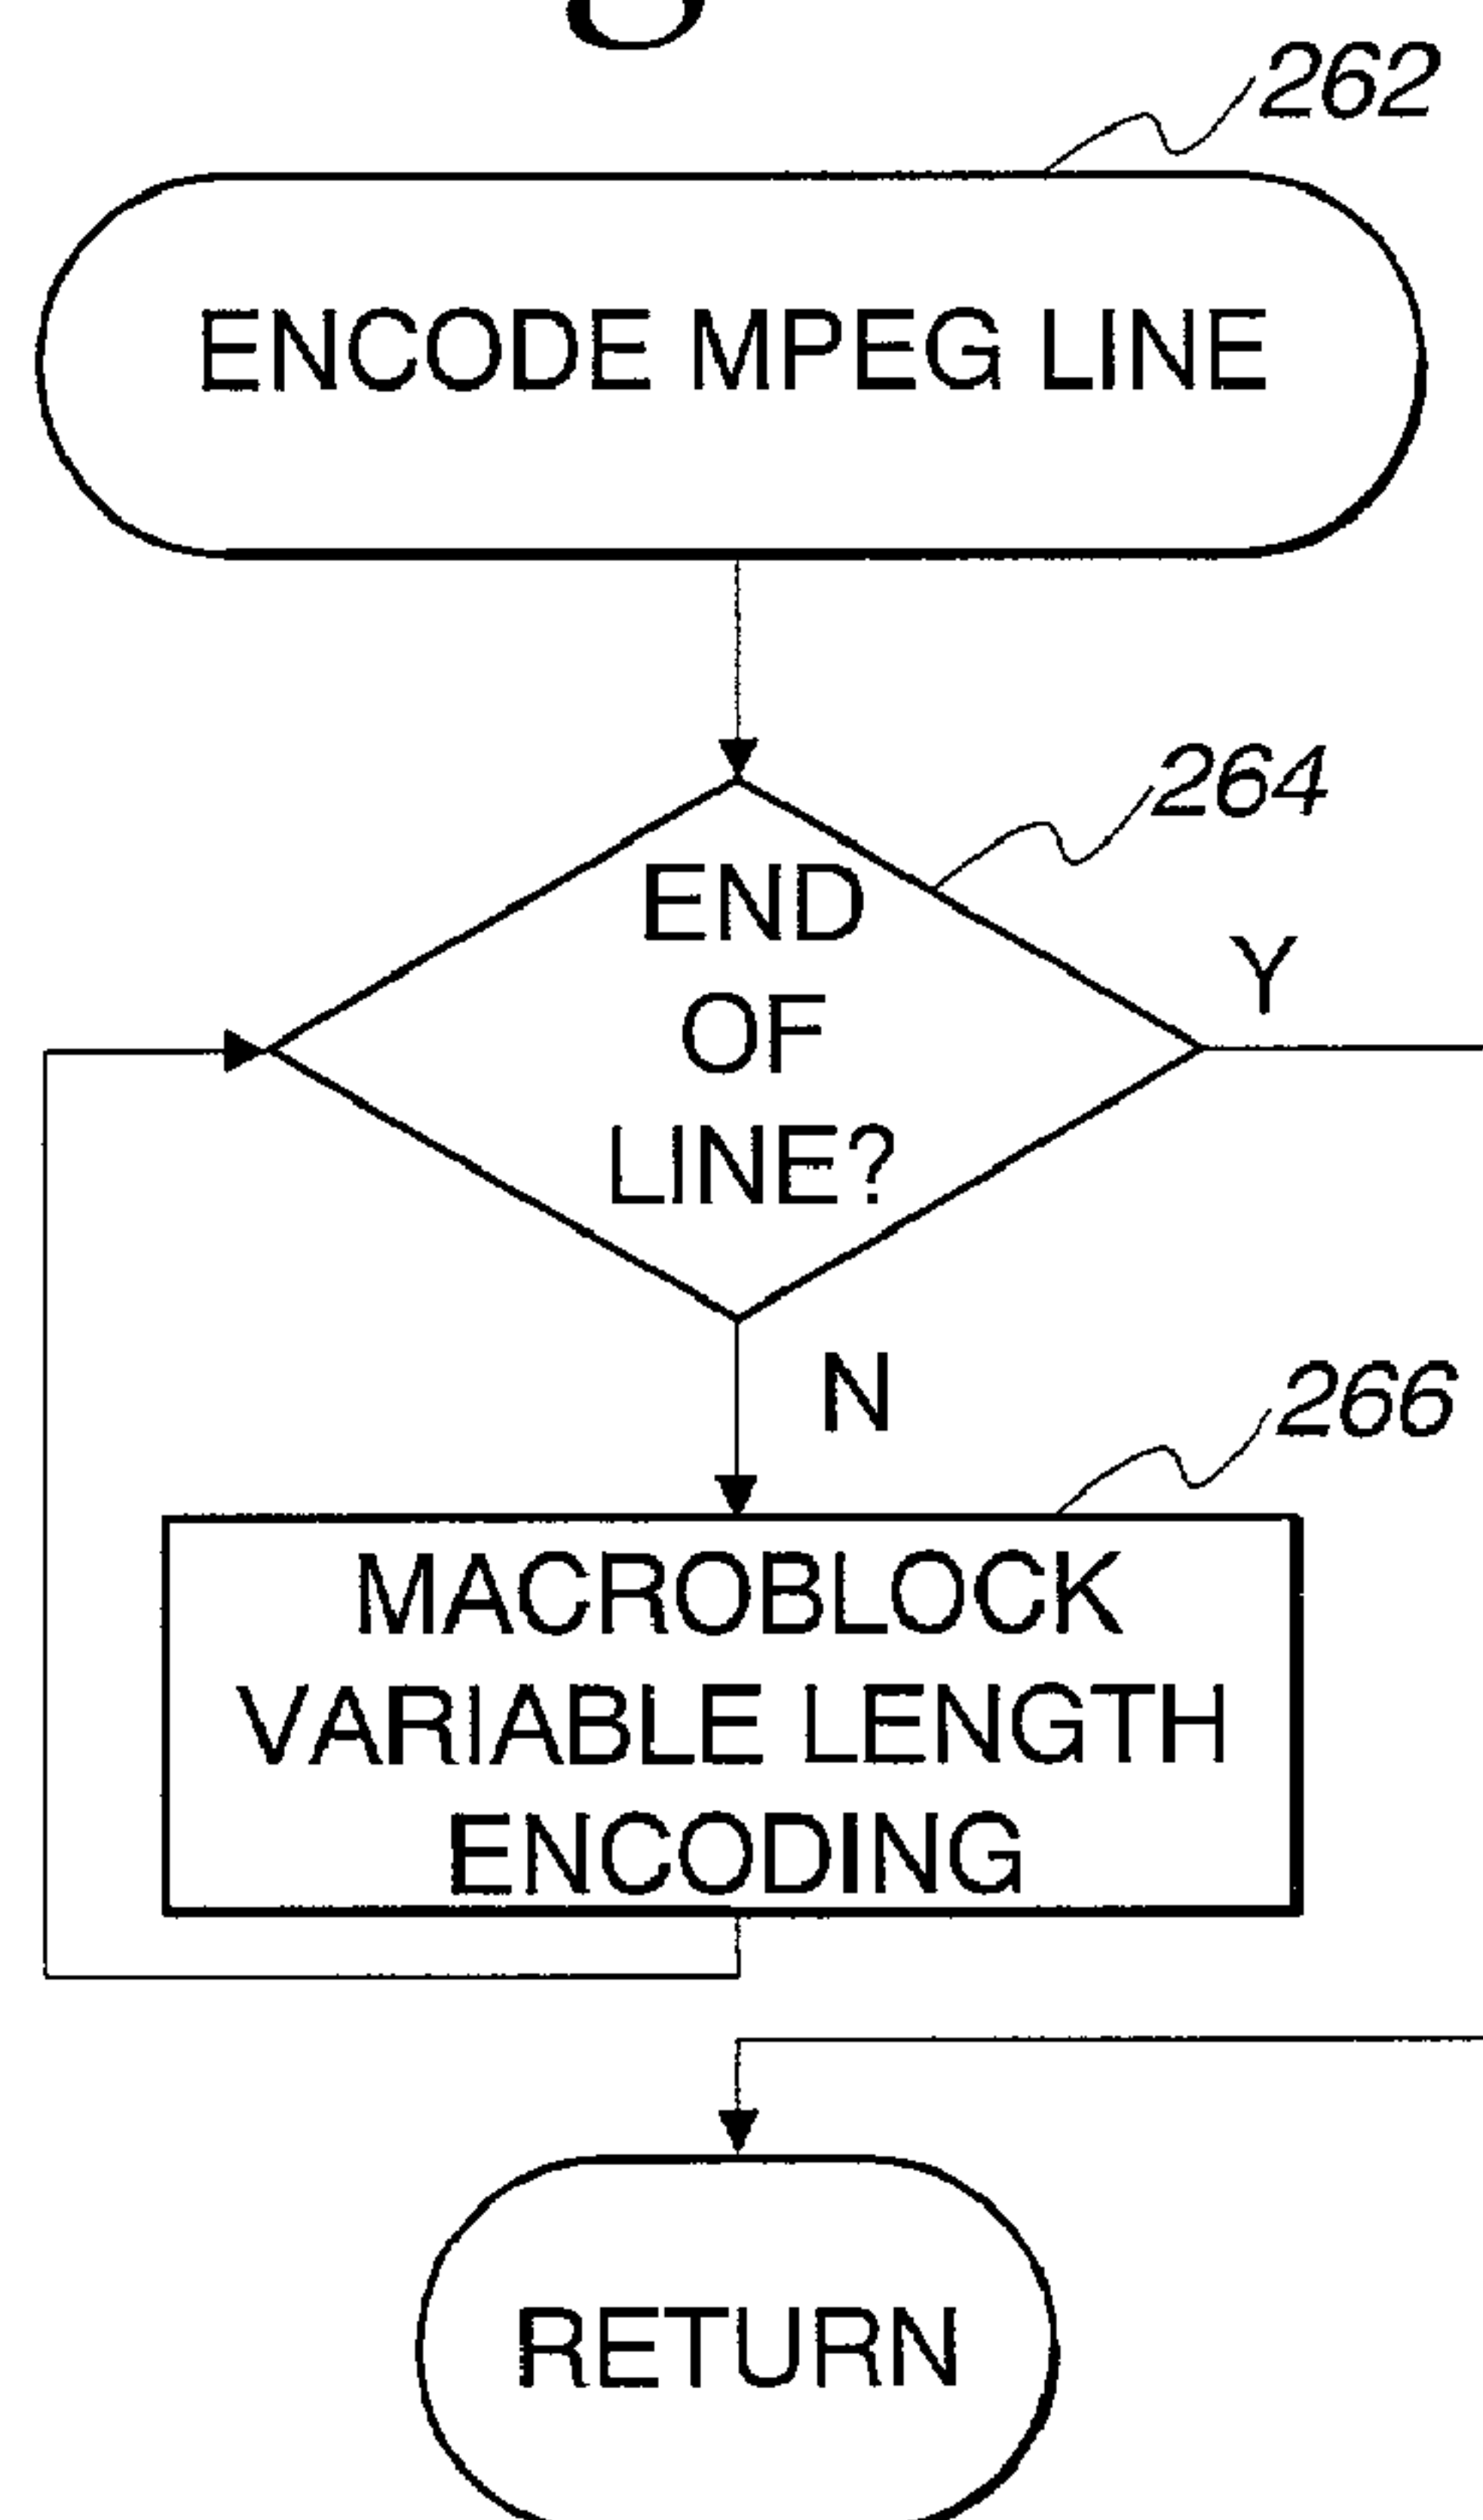 262
ENCODE MPEG LINE
264
END
OF
LINE?
Y
N
266
MACROBLOCK
VARIABLE LENGTH
ENCODING
RETURN